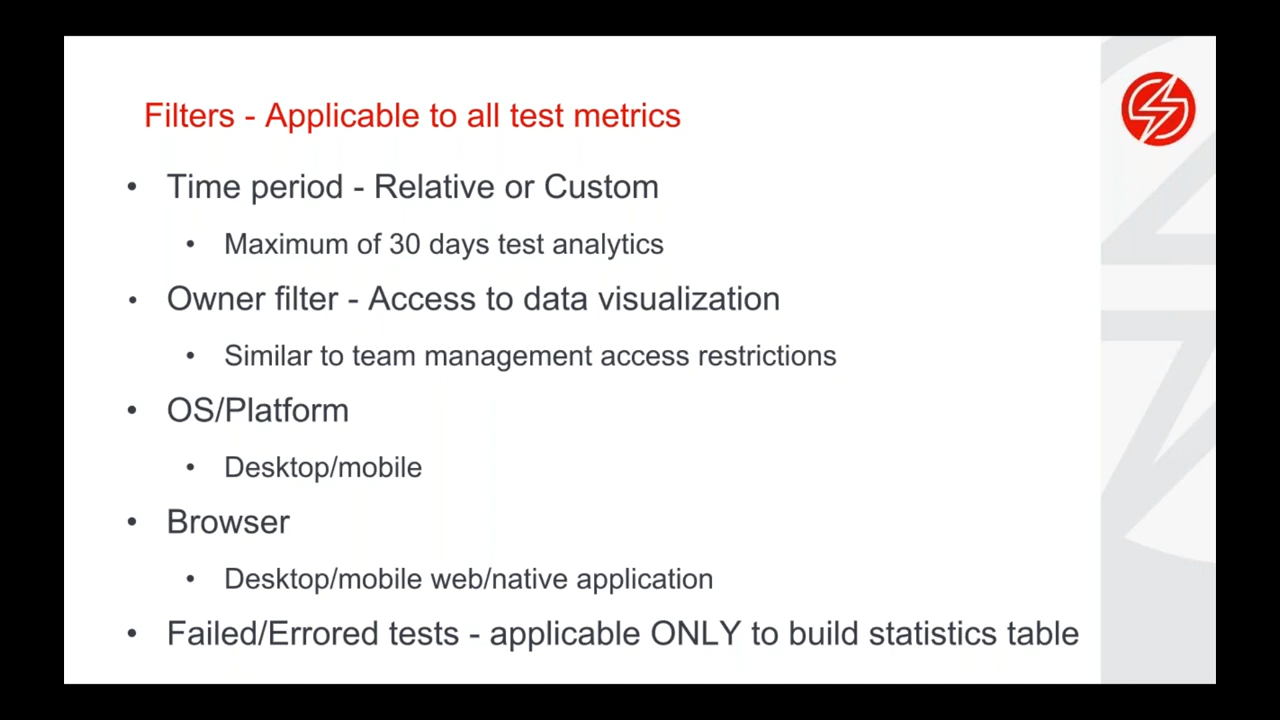 Filters - Applicable to all test metrics
• Time period - Relative or Custom
• Maximum of 30 days test analytics
• Owner filter - Access to data visualization
• Similar to team management access restrictions
• OS/Platform
• Desktop/mobile
• Browser
• Desktop/mobile web/native application
• Failed/Errored tests - applicable ONLY to build statistics table